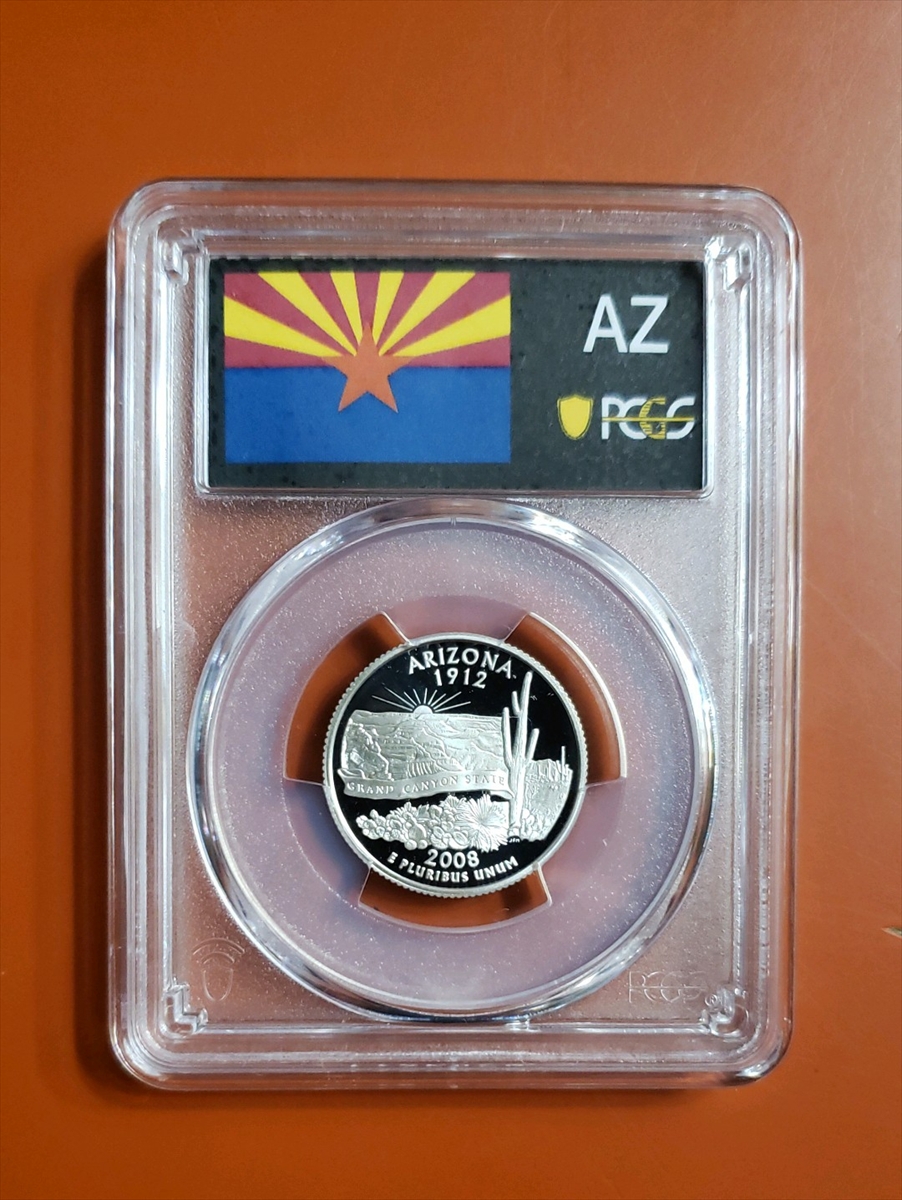 AZ
PCGS
ARIZONA
1912
GRAND CANYON STATE
2008
E PLURIBUS UNUM
PCGS